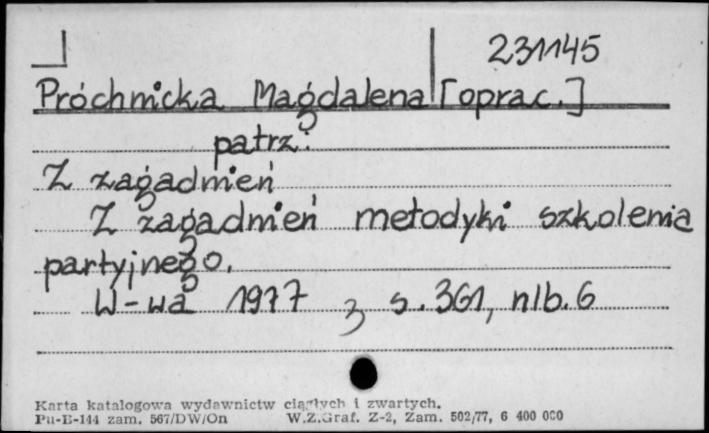 231145
Próchnicka Magdalena [oprac.]
patrz:
Z zagadnień
Z zagadnień metodyki szkolenia
partyjnego.
W-wa 1977 s. 361, nlb. 6
Karta katalogowa wydawnictw ciągłych i zwartych.
Pu-E-144 zam. 567/DW/On W.Z.Graf. Z-2, Zam. 502/77, 6 400 000